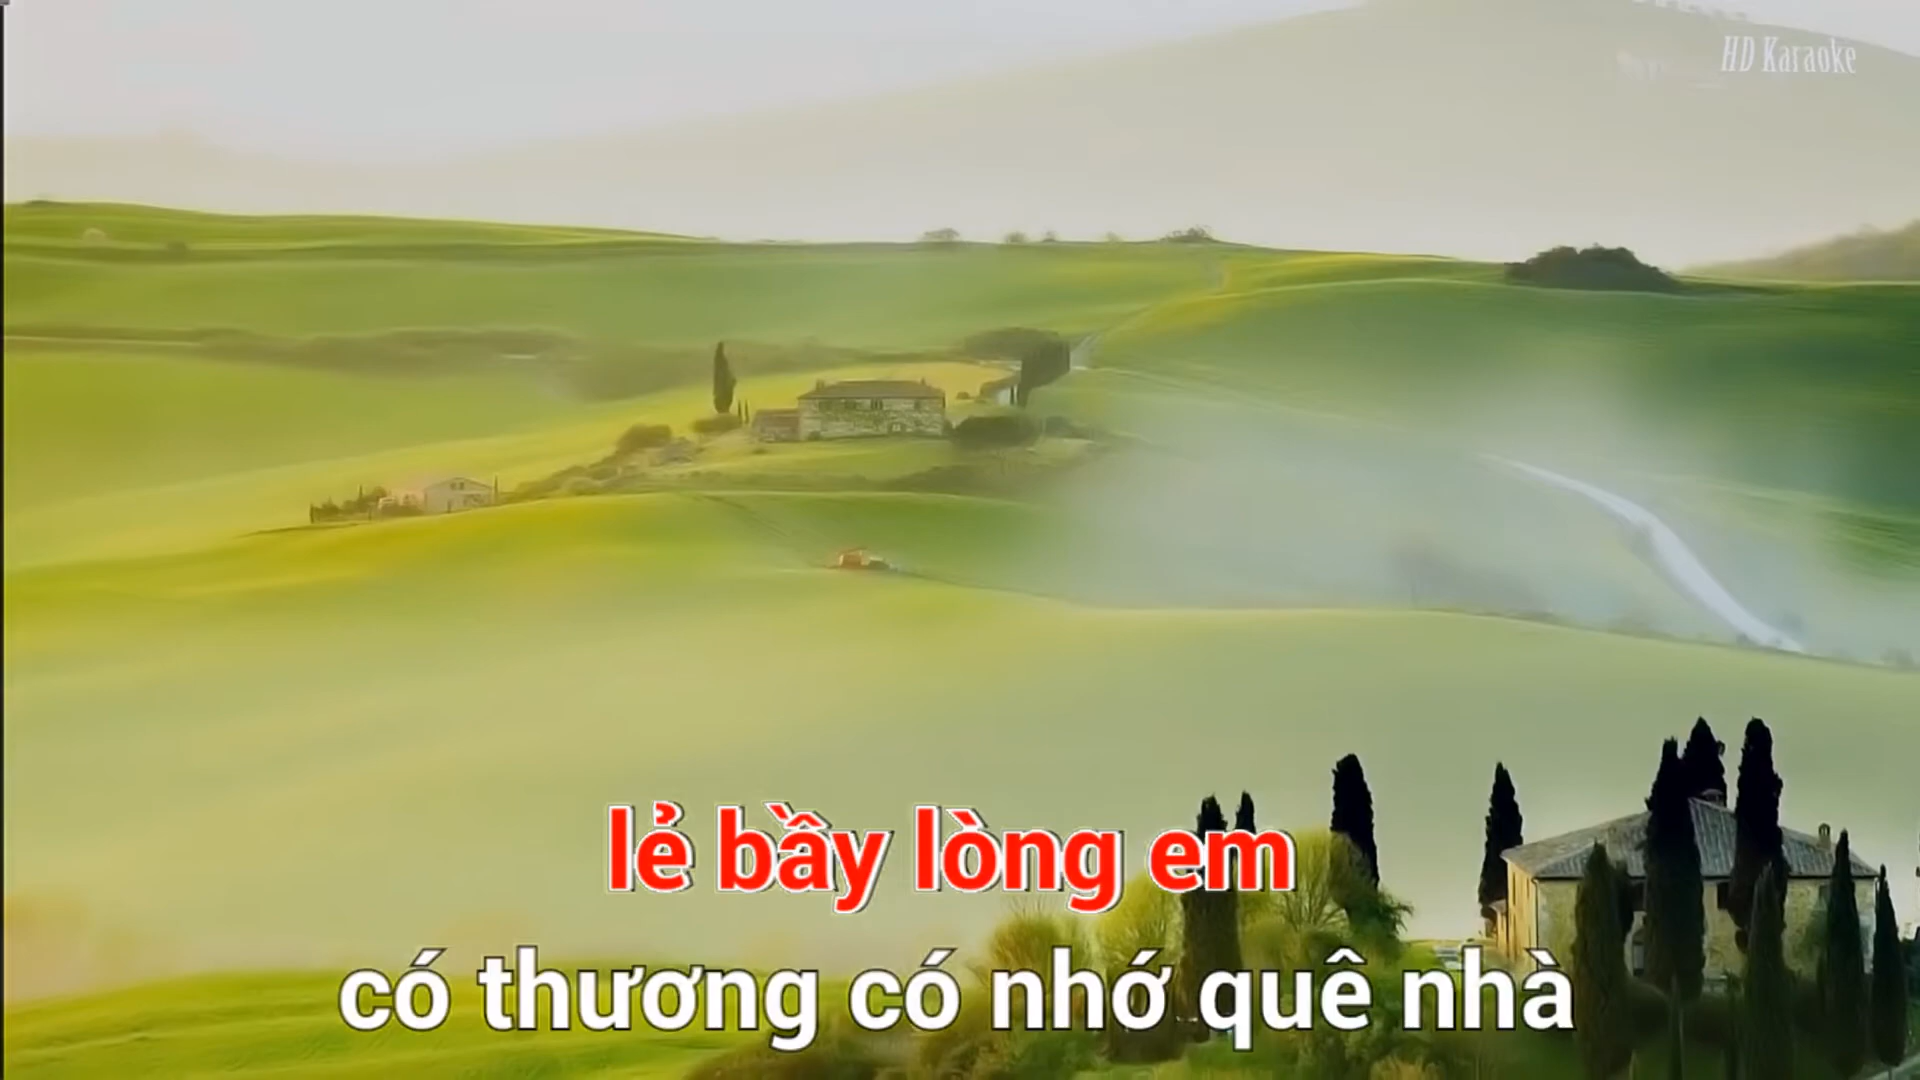 HD Karaoke
lẻ bầy lòng em
có thương có nhớ quê nhà